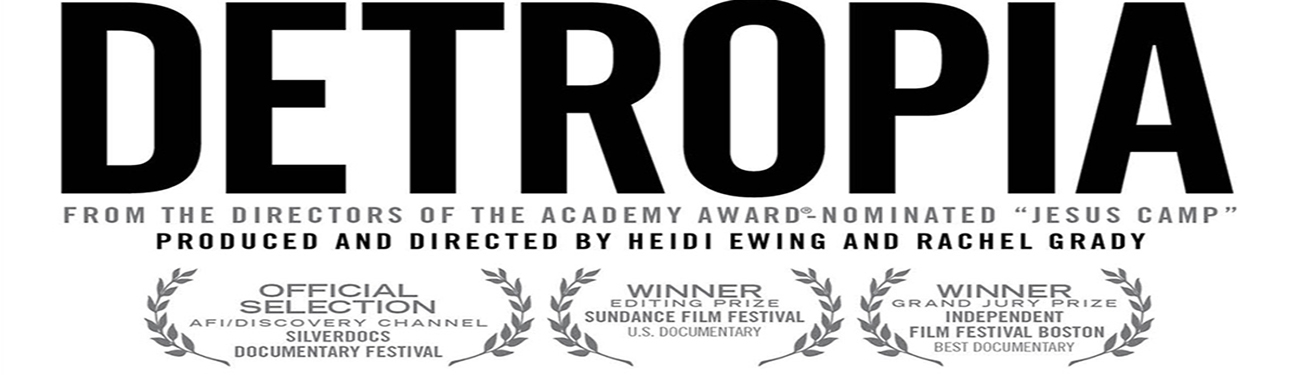 DETROPIA
FROM THE DIRECTORS OF THE ACADEMY AWARD®-NOMINATED “JESUS CAMP”
PRODUCED AND DIRECTED BY HEIDI EWING AND RACHEL GRADY
OFFICIAL
SELECTION
AFI/DISCOVERY CHANNEL
SILVERDOCS
DOCUMENTARY FESTIVAL
WINNER
EDITING PRIZE
SUNDANCE FILM FESTIVAL
U.S. DOCUMENTARY
WINNER
GRAND JURY PRIZE
INDEPENDENT
FILM FESTIVAL BOSTON
BEST DOCUMENTARY